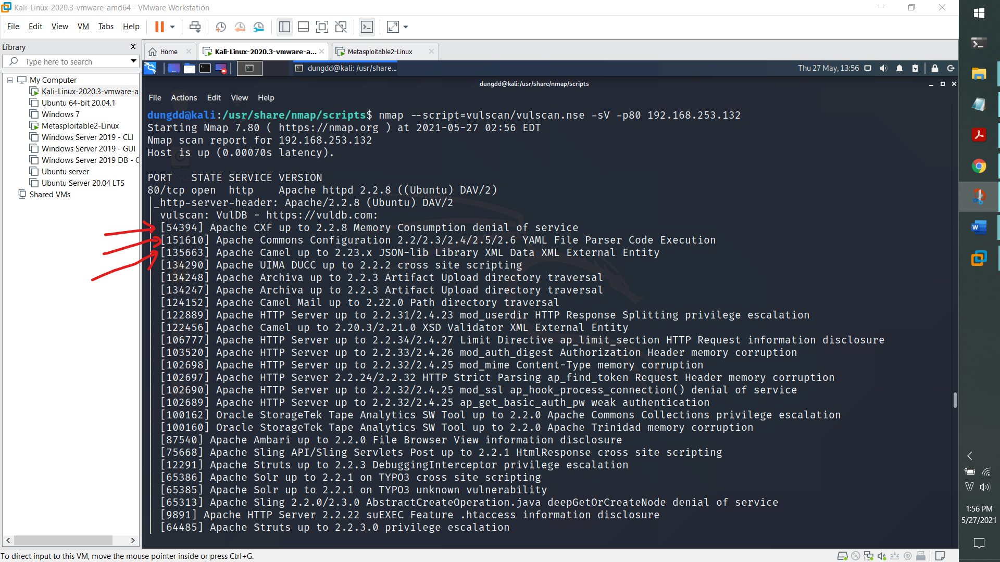 Kali-Linux-2020.3-vmware-amd64 - VMware Workstation
File Edit View VM Tabs Help
Library
Type here to search
My Computer
Kali-Linux-2020.3-vmware-a
Ubuntu 64-bit 20.04.1
Windows 7
Metasploitable2-Linux
Windows Server 2019 - CLI
Windows Server 2019 - GUI
Windows Server 2019 DB - C
Ubuntu server
Ubuntu Server 20.04 LTS
Shared VMs
Home
Kali-Linux-2020.3-vmware-a...
Metasploitable2-Linux
dungdd@kali: /usr/share...
Thu 27 May, 13:56
dungdd@kali:/usr/share/nmap/scripts
File Actions Edit View Help
dungdd@kali:/usr/share/nmap/scripts$ nmap --script=vulscan/vulscan.nse -sV -p80 192.168.253.132
Starting Nmap 7.80 ( https://nmap.org ) at 2021-05-27 02:56 EDT
Nmap scan report for 192.168.253.132
Host is up (0.00070s latency).
PORT STATE SERVICE VERSION
80/tcp open http Apache httpd 2.2.8 ((Ubuntu) DAV/2)
|_http-server-header: Apache/2.2.8 (Ubuntu) DAV/2
| vulscan: VulDB - https://vuldb.com:
| [54394] Apache CXF up to 2.2.8 Memory Consumption denial of service
| [151610] Apache Commons Configuration 2.2/2.3/2.4/2.5/2.6 YAML File Parser Code Execution
| [135663] Apache Camel up to 2.23.x JSON-lib Library XML Data XML External Entity
| [134290] Apache UIMA DUCC up to 2.2.2 cross site scripting
| [134248] Apache Archiva up to 2.2.3 Artifact Upload directory traversal
| [134247] Apache Archiva up to 2.2.3 Artifact Upload directory traversal
| [124152] Apache Camel Mail up to 2.22.0 Path directory traversal
| [122889] Apache HTTP Server up to 2.2.31/2.4.23 mod_userdir HTTP Response Splitting privilege escalation
| [122456] Apache Camel up to 2.20.3/2.21.0 XSD Validator XML External Entity
| [106777] Apache HTTP Server up to 2.2.34/2.4.27 Limit Directive ap_limit_section HTTP Request information disclosure
| [103520] Apache HTTP Server up to 2.2.33/2.4.26 mod_auth_digest Authorization Header memory corruption
| [102698] Apache HTTP Server up to 2.2.32/2.4.25 mod_mime Content-Type memory corruption
| [102697] Apache HTTP Server 2.2.24/2.2.32 HTTP Strict Parsing ap_find_token Request Header memory corruption
| [102690] Apache HTTP Server up to 2.2.32/2.4.25 mod_ssl ap_hook_process_connection() denial of service
| [102689] Apache HTTP Server up to 2.2.32/2.4.25 ap_get_basic_auth_pw weak authentication
| [100162] Oracle StorageTek Tape Analytics SW Tool up to 2.2.0 Apache Commons Collections privilege escalation
| [100160] Oracle StorageTek Tape Analytics SW Tool up to 2.2.0 Apache Trinidad memory corruption
| [87540] Apache Ambari up to 2.2.0 File Browser View information disclosure
| [75668] Apache Sling API/Sling Servlets Post up to 2.2.1 HtmlResponse cross site scripting
| [12291] Apache Struts up to 2.2.3 DebuggingInterceptor privilege escalation
| [65386] Apache Solr up to 2.2.1 on TYPO3 cross site scripting
| [65385] Apache Solr up to 2.2.1 on TYPO3 unknown vulnerability
| [65313] Apache Sling 2.2.0/2.3.0 AbstractCreateOperation.java deepGetOrCreateNode denial of service
| [9891] Apache HTTP Server 2.2.22 suEXEC Feature .htaccess information disclosure
| [64485] Apache Struts up to 2.2.3.0 privilege escalation
1:56 PM
5/27/2021
To direct input to this VM, move the mouse pointer inside or press Ctrl+G.